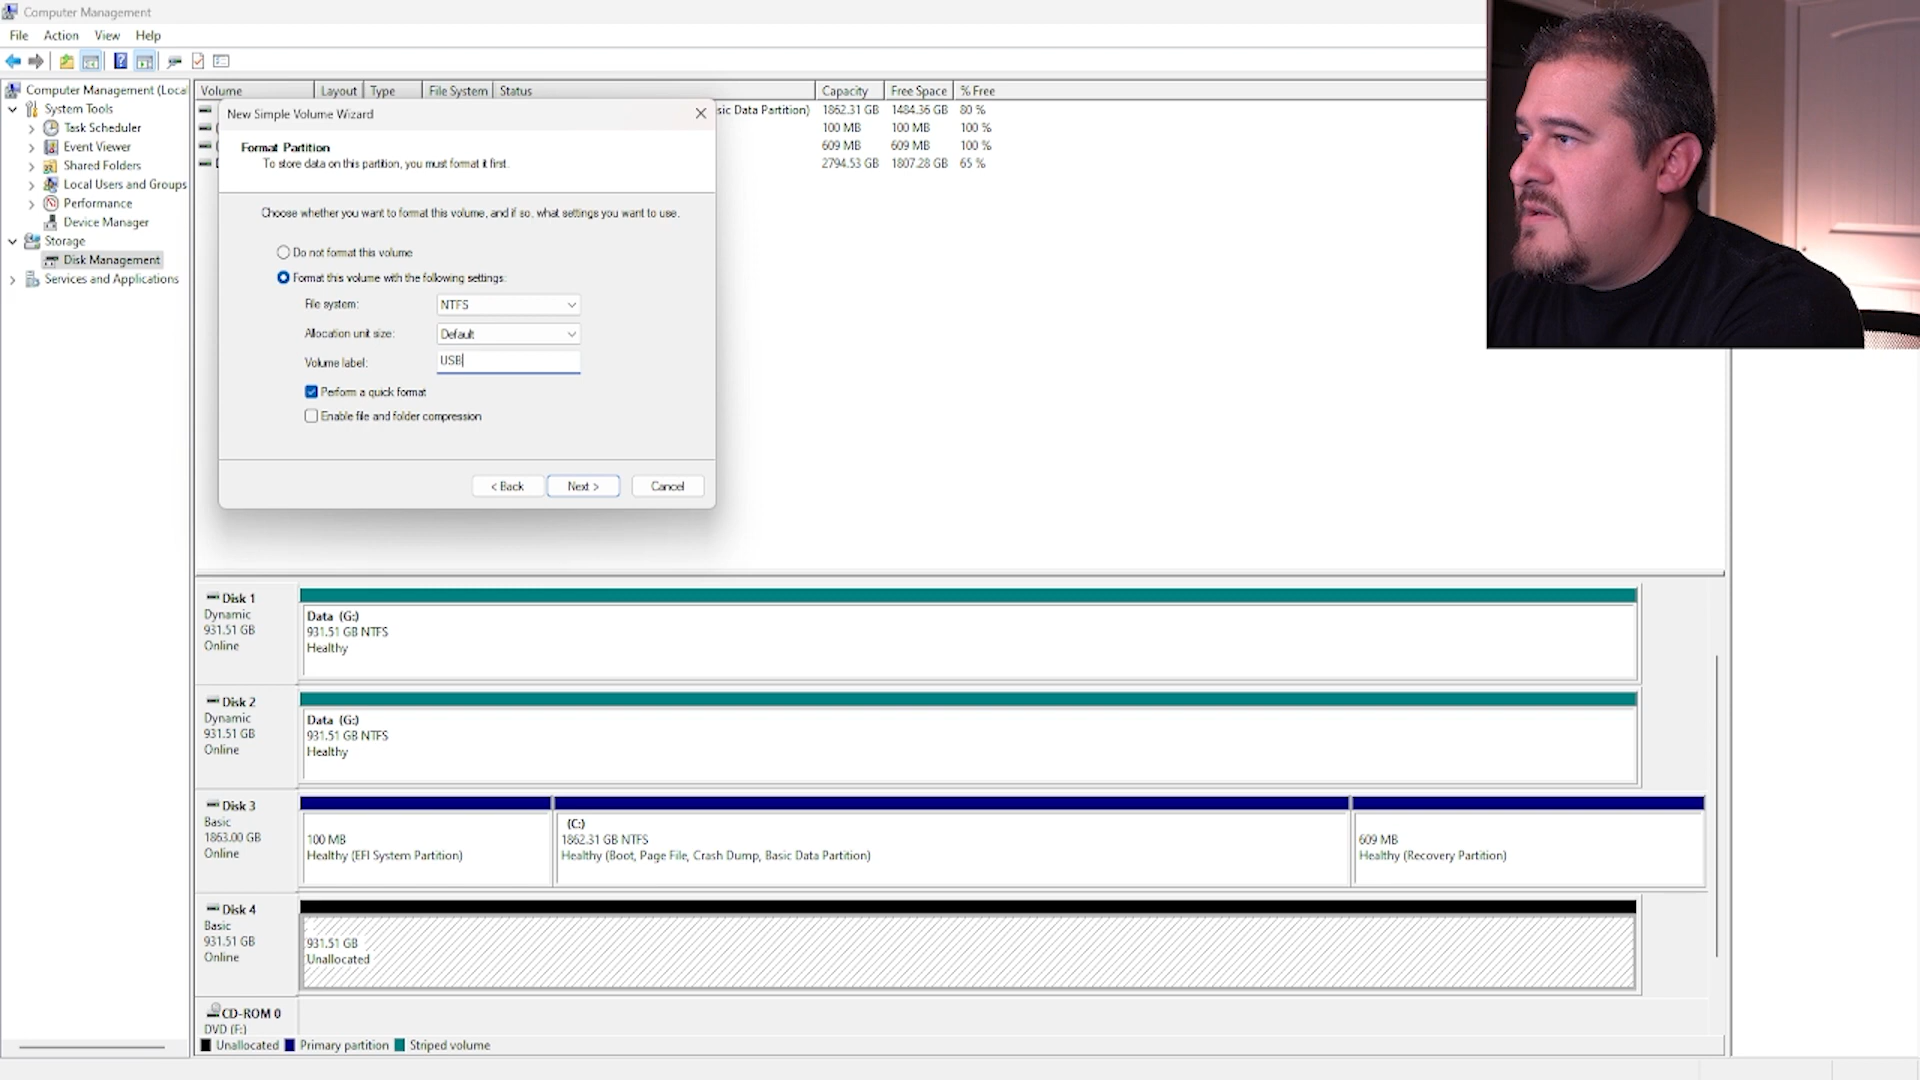 Computer Management
File Action View Help
Computer Management (Local
System Tools
Task Scheduler
Event Viewer
Shared Folders
Local Users and Groups
Performance
Device Manager
Storage
Disk Management
Services and Applications
Volume Layout Type File System Status Capacity Free Space % Free
sic Data Partition) 1862.31 GB 1484.36 GB 80 %
100 MB 100 MB 100 %
609 MB 609 MB 100 %
2794.53 GB 1807.28 GB 65 %
New Simple Volume Wizard
Format Partition
To store data on this partition, you must format it first.
Choose whether you want to format this volume, and if so, what settings you want to use.
Do not format this volume
Format this volume with the following settings:
File system: NTFS
Allocation unit size: Default
Volume label: USB
Perform a quick format
Enable file and folder compression
< Back Next > Cancel
Disk 1
Dynamic
931.51 GB
Online
Data (G:)
931.51 GB NTFS
Healthy
Disk 2
Dynamic
931.51 GB
Online
Data (G:)
931.51 GB NTFS
Healthy
Disk 3
Basic
1863.00 GB
Online
100 MB
Healthy (EFI System Partition)
(C:)
1862.31 GB NTFS
Healthy (Boot, Page File, Crash Dump, Basic Data Partition)
609 MB
Healthy (Recovery Partition)
Disk 4
Basic
931.51 GB
Online
931.51 GB
Unallocated
CD-ROM 0
DVD (F:)
Unallocated Primary partition Striped volume